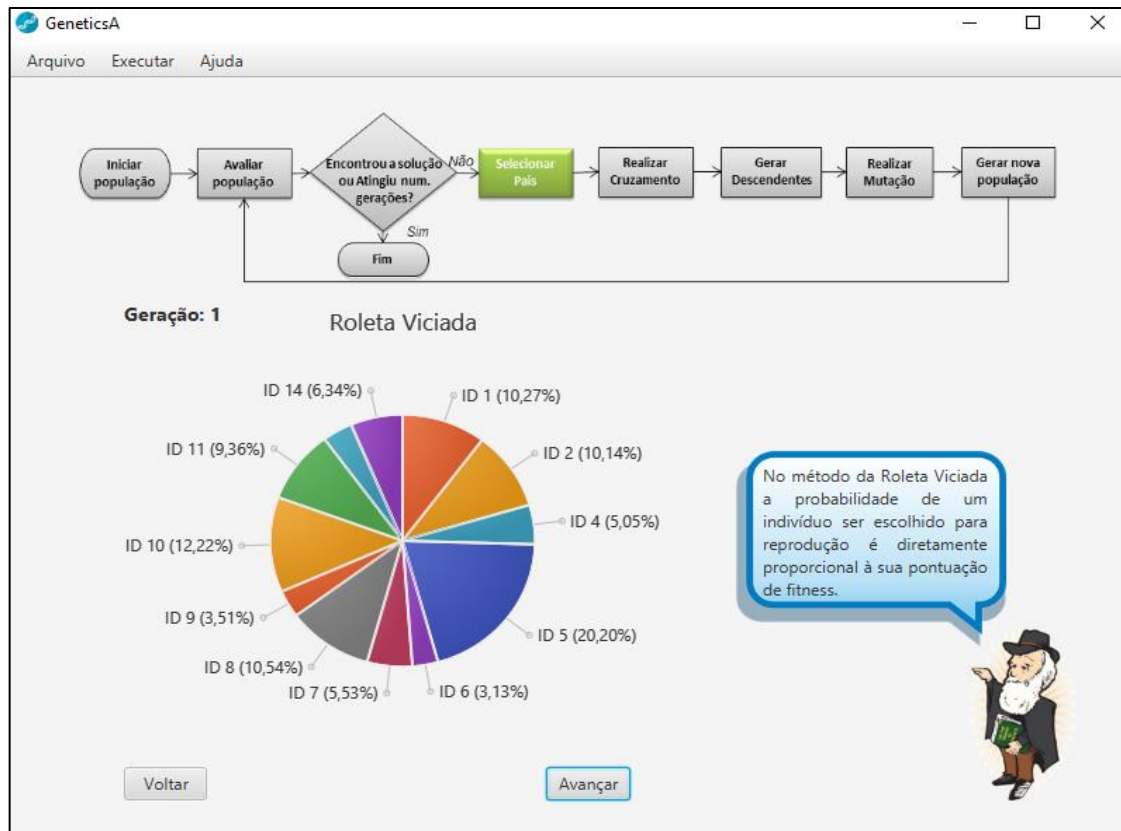 GeneticsA
Arquivo Executar Ajuda
Iniciar
população
Avaliar
população
Encontrou a solução
ou Atingiu num.
gerações?
Não
Sim
Fim
Selecionar
Pais
Realizar
Cruzamento
Gerar
Descendentes
Realizar
Mutação
Gerar nova
população
Geração: 1
Roleta Viciada
ID 14 (6,34%)
ID 1 (10,27%)
ID 11 (9,36%)
ID 2 (10,14%)
ID 4 (5,05%)
ID 10 (12,22%)
ID 9 (3,51%)
ID 5 (20,20%)
ID 8 (10,54%)
ID 7 (5,53%)
ID 6 (3,13%)
No método da Roleta Viciada
a probabilidade de um
indivíduo ser escolhido para
reprodução é diretamente
proporcional à sua pontuação
de fitness.
Voltar
Avançar